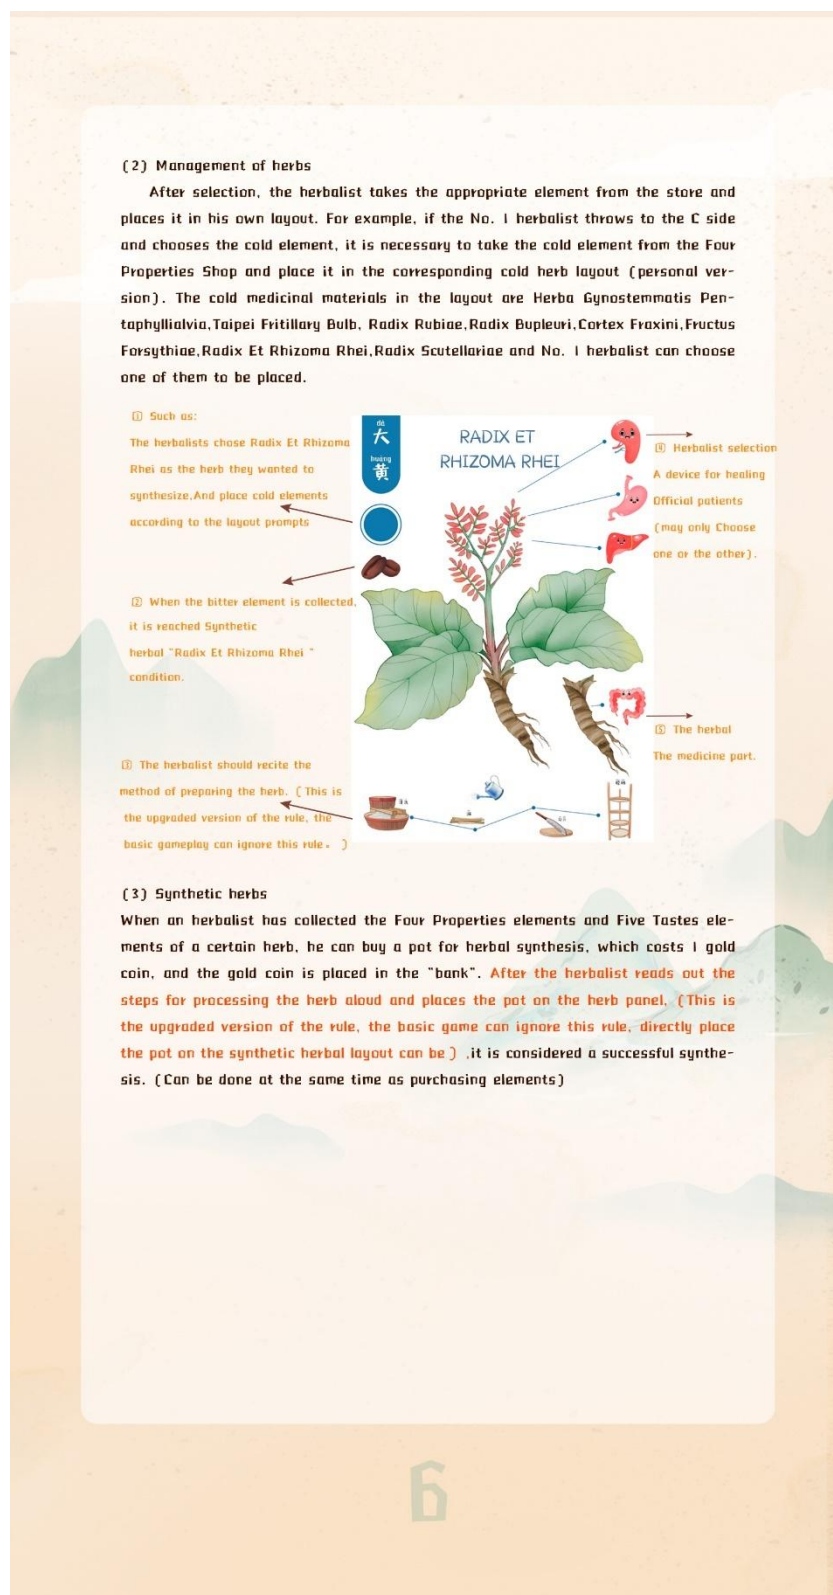 (2) Management of herbs
After selection, the herbalist takes the appropriate element from the store and
places it in his own layout. For example, if the No. 1 herbalist throws to the C side
and chooses the cold element, it is necessary to take the cold element from the Four
Properties Shop and place it in the corresponding cold herb layout (personal ver-
sion). The cold medicinal materials in the layout are Herba Gynostemmatis Pen-
taphyllialvia,Taipei Fritillary Bulb, Radix Rubiae,Radix Bupleuri,Cortex Fraxini,Fructus
Forsythiae,Radix Et Rhizoma Rhei,Radix Scutellariae and No. 1 herbalist can choose
one of them to be placed.
① Such as:
The herbalists chose Radix Et Rhizoma
Rhei as the herb they wanted to
synthesize,And place cold elements
according to the layout prompts
② When the bitter element is collected,
it is reached Synthetic
herbal "Radix Et Rhizoma Rhei "
condition.
③ The herbalist should recite the
method of preparing the herb. (This is
the upgraded version of the rule, the
basic gameplay can ignore this rule。 )
dà
大
huáng
黄
RADIX ET
RHIZOMA RHEI
④ Herbalist selection
A device for healing
Official patients
(may only Choose
one or the other).
⑤ The herbal
The medicine part.
(3) Synthetic herbs
When an herbalist has collected the Four Properties elements and Five Tastes ele-
ments of a certain herb, he can buy a pot for herbal synthesis, which costs 1 gold
coin, and the gold coin is placed in the "bank". After the herbalist reads out the
steps for processing the herb aloud and places the pot on the herb panel, (This is
the upgraded version of the rule, the basic game can ignore this rule, directly place
the pot on the synthetic herbal layout can be ) ,it is considered a successful synthe-
sis. (Can be done at the same time as purchasing elements)
6